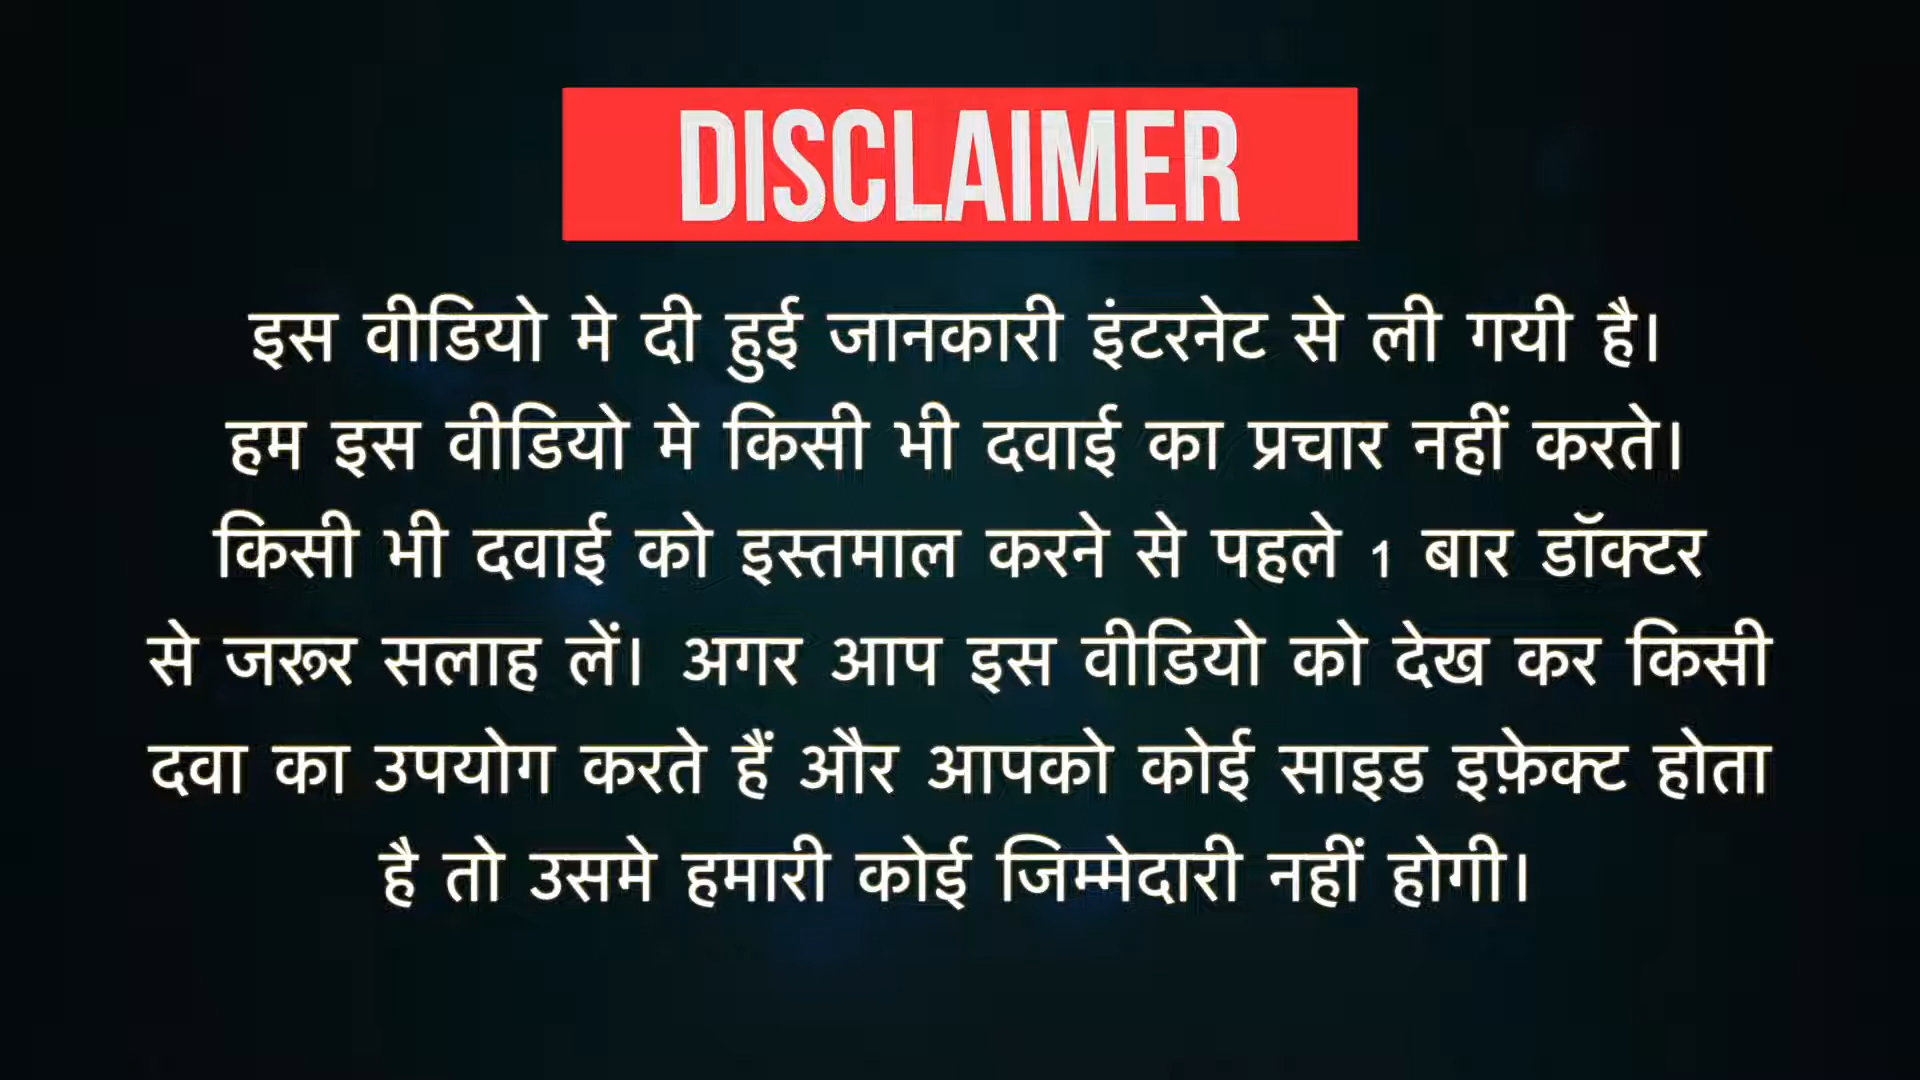 DISCLAIMER
इस वीडियो मे दी हुई जानकारी इंटरनेट से ली गयी है।
हम इस वीडियो मे किसी भी दवाई का प्रचार नहीं करते।
किसी भी दवाई को इस्तमाल करने से पहले 1 बार डॉक्टर
से जरूर सलाह लें। अगर आप इस वीडियो को देख कर किसी
दवा का उपयोग करते हैं और आपको कोई साइड इफ़ेक्ट होता
है तो उसमे हमारी कोई जिम्मेदारी नहीं होगी।